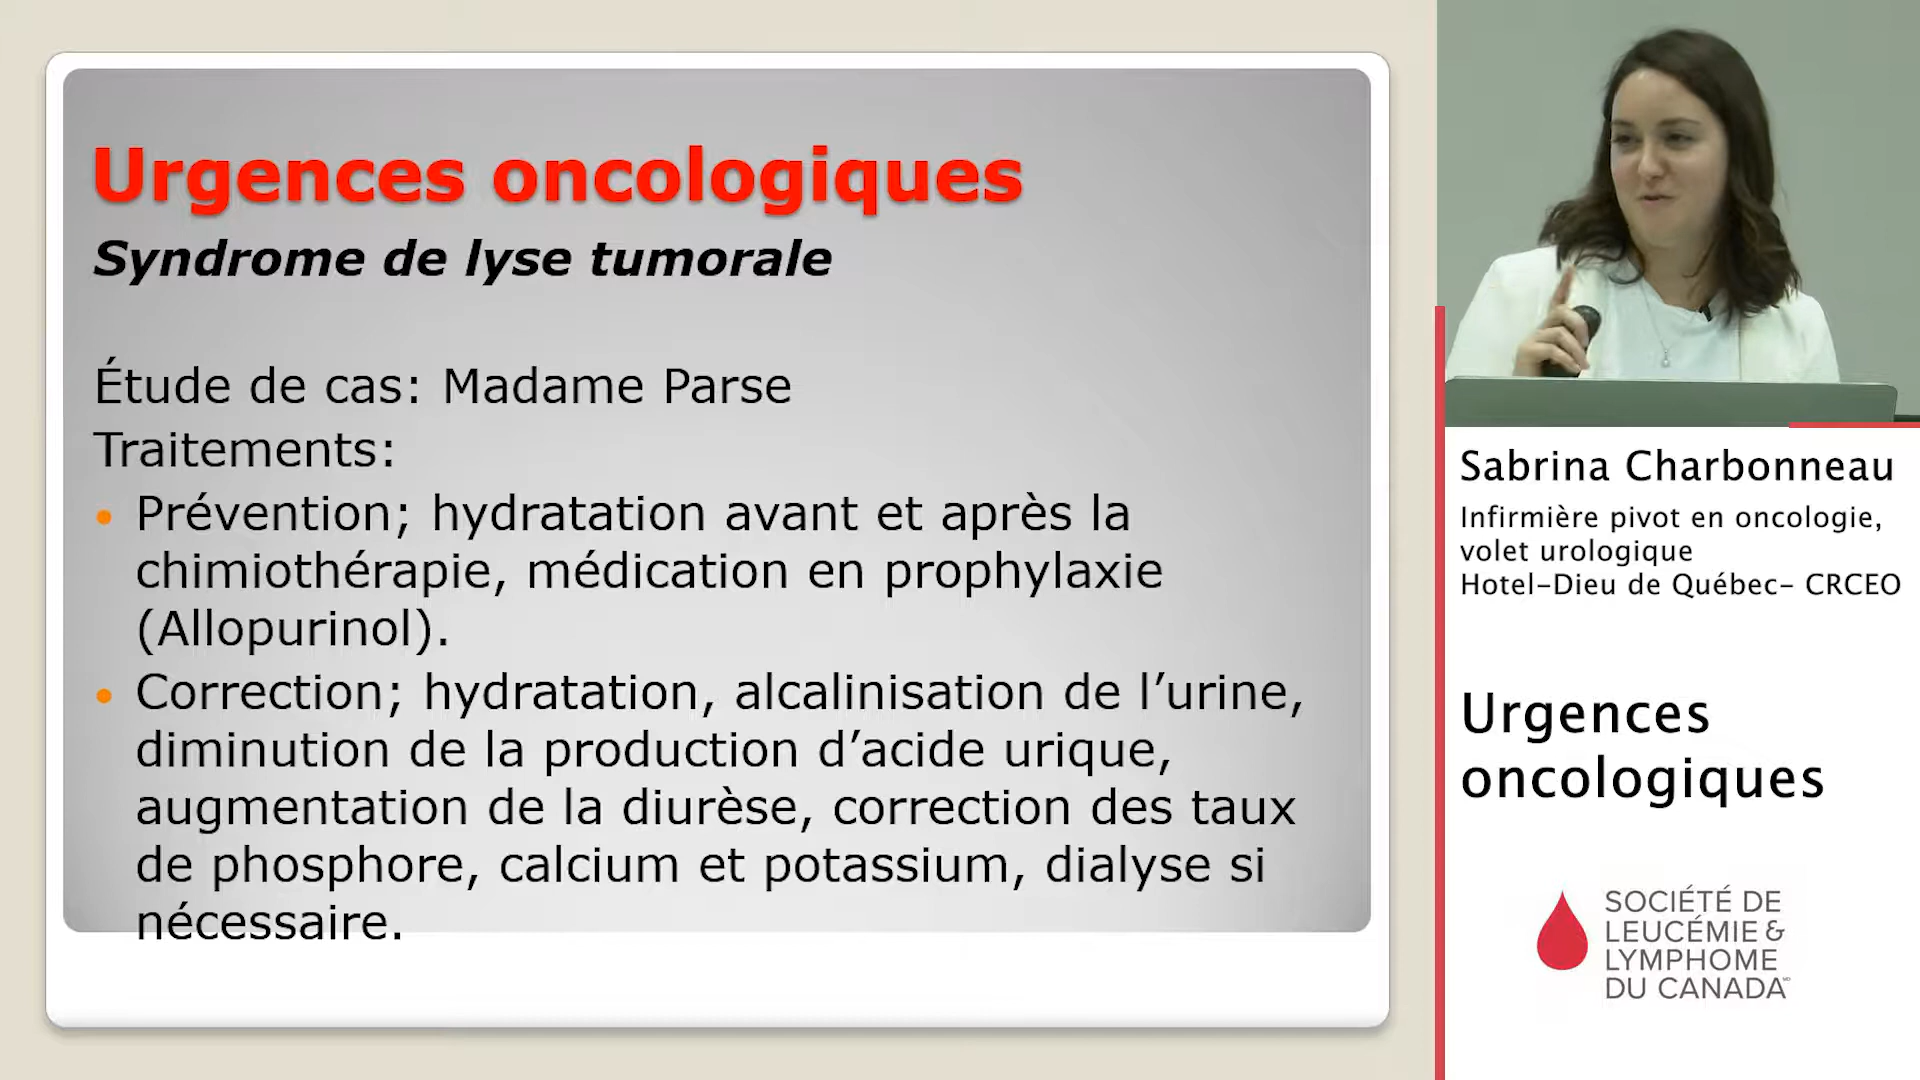 Urgences oncologiques
Syndrome de lyse tumorale
Étude de cas: Madame Parse
Traitements:
• Prévention; hydratation avant et après la
chimiothérapie, médication en prophylaxie
(Allopurinol).
• Correction; hydratation, alcalinisation de l’urine,
diminution de la production d’acide urique,
augmentation de la diurèse, correction des taux
de phosphore, calcium et potassium, dialyse si
nécessaire.
Sabrina Charbonneau
Infirmière pivot en oncologie,
volet urologique
Hotel-Dieu de Québec- CRCEO
Urgences
oncologiques
SOCIÉTÉ DE
LEUCÉMIE &
LYMPHOME
DU CANADA